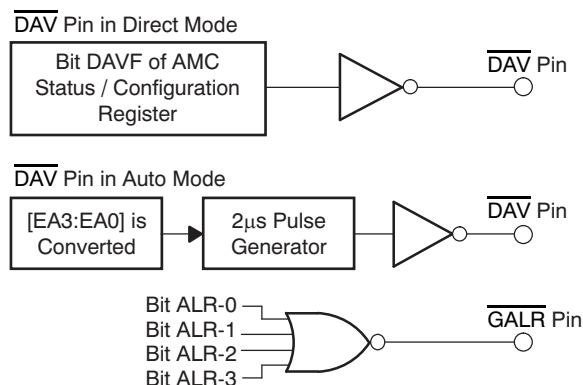 DAV Pin in Direct Mode
Bit DAVF of AMC
Status / Configuration
Register
DAV Pin
DAV Pin in Auto Mode
[EA3:EA0] is
Converted
2µs Pulse
Generator
DAV Pin
Bit ALR-0
Bit ALR-1
Bit ALR-2
Bit ALR-3
GALR Pin